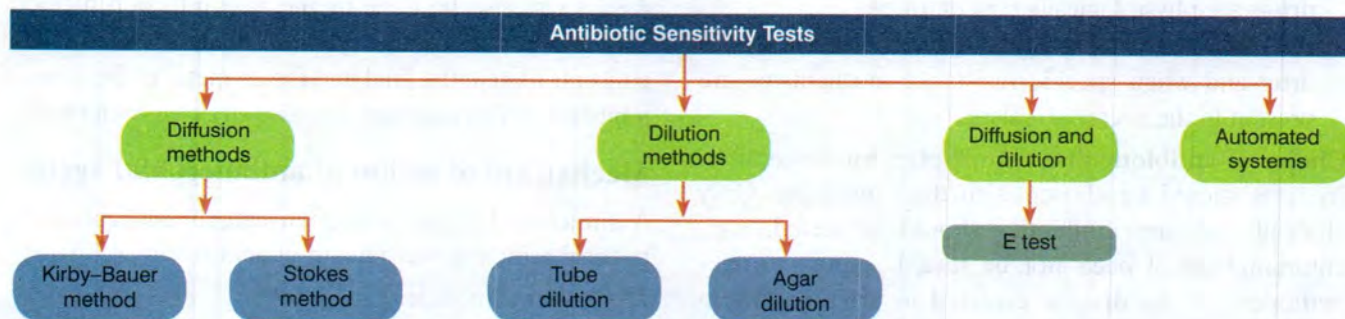 Antibiotic Sensitivity Tests
Diffusion
methods
Dilution
methods
Diffusion and
dilution
Automated
systems
E test
Kirby–Bauer
method
Stokes
method
Tube
dilution
Agar
dilution